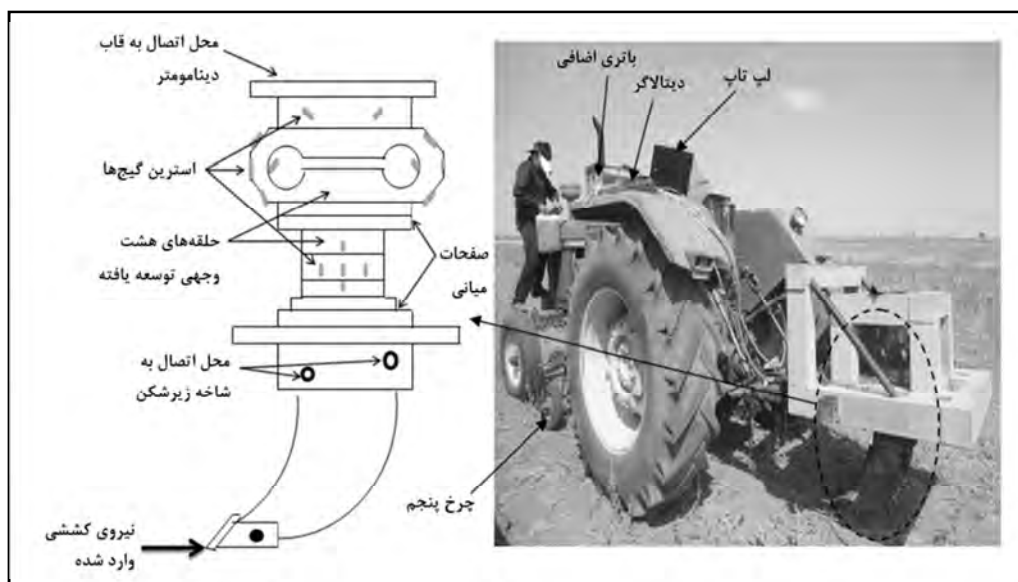 محل اتصال به قاب
دینامومتر
استرین گیج‌ها
حلقه‌های هشت
وجهی توسعه یافته
صفحات
میانی
محل اتصال به
شاخه زیرشکن
نیروی کششی
وارد شده
باتری اضافی
دیتالاگر
لپ تاپ
چرخ پنجم